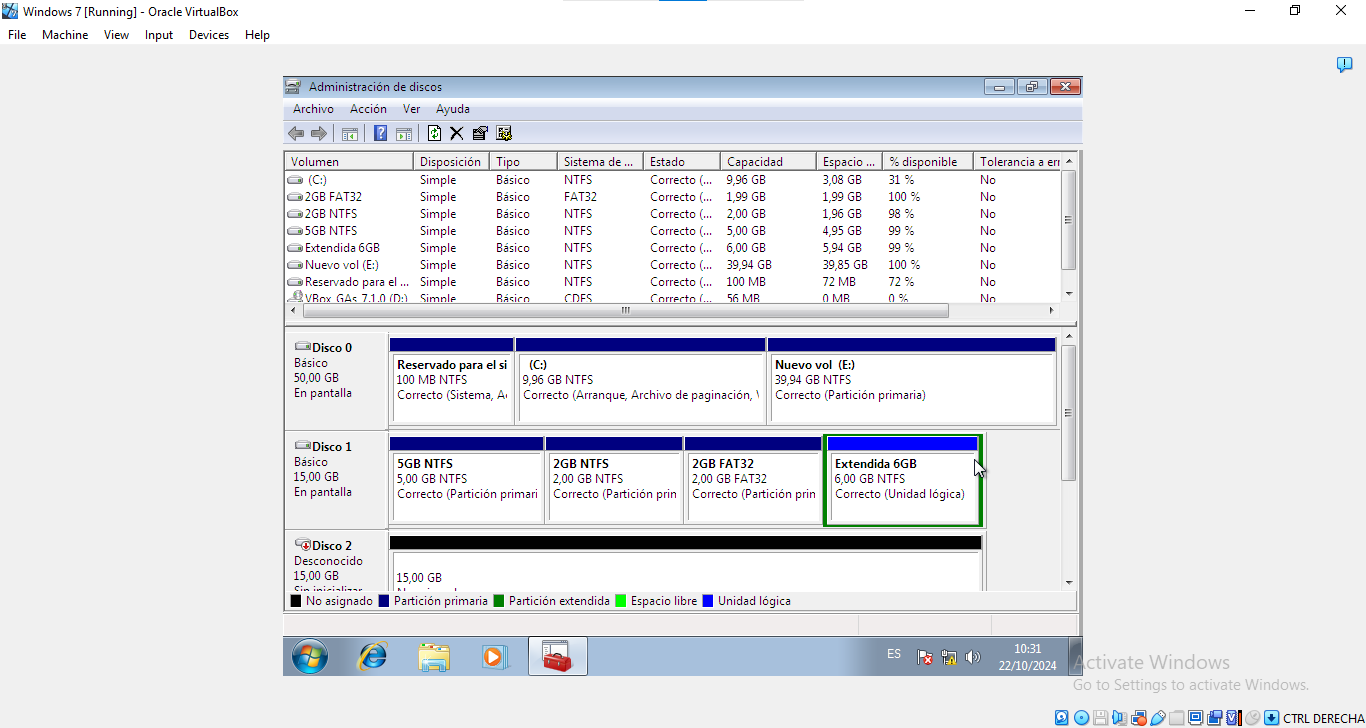 Windows 7 [Running] - Oracle VirtualBox
File Machine View Input Devices Help
Administración de discos
Archivo Acción Ver Ayuda
Volumen Disposición Tipo Sistema de ... Estado Capacidad Espacio ... % disponible Tolerancia a err
(C:) Simple Básico NTFS Correcto (... 9,96 GB 3,08 GB 31 % No
2GB FAT32 Simple Básico FAT32 Correcto (... 1,99 GB 1,99 GB 100 % No
2GB NTFS Simple Básico NTFS Correcto (... 2,00 GB 1,96 GB 98 % No
5GB NTFS Simple Básico NTFS Correcto (... 5,00 GB 4,95 GB 99 % No
Extendida 6GB Simple Básico NTFS Correcto (... 6,00 GB 5,94 GB 99 % No
Nuevo vol (E:) Simple Básico NTFS Correcto (... 39,94 GB 39,85 GB 100 % No
Reservado para el ... Simple Básico NTFS Correcto (... 100 MB 72 MB 72 % No
VBox_GAs_7.1.0 (D:) Simple Básico CDFS Correcto (... 56 MB 0 MB 0 % No
Disco 0
Básico
50,00 GB
En pantalla
Reservado para el si
100 MB NTFS
Correcto (Sistema, A
(C:)
9,96 GB NTFS
Correcto (Arranque, Archivo de paginación, \
Nuevo vol (E:)
39,94 GB NTFS
Correcto (Partición primaria)
Disco 1
Básico
15,00 GB
En pantalla
5GB NTFS
5,00 GB NTFS
Correcto (Partición primari
2GB NTFS
2,00 GB NTFS
Correcto (Partición prin
2GB FAT32
2,00 GB FAT32
Correcto (Partición prin
Extendida 6GB
6,00 GB NTFS
Correcto (Unidad lógica)
Disco 2
Desconocido
15,00 GB
Sin inicializar
15,00 GB
No asignado Partición primaria Partición extendida Espacio libre Unidad lógica
ES
10:31
22/10/2024
Activate Windows
Go to Settings to activate Windows.
CTRL DERECHA